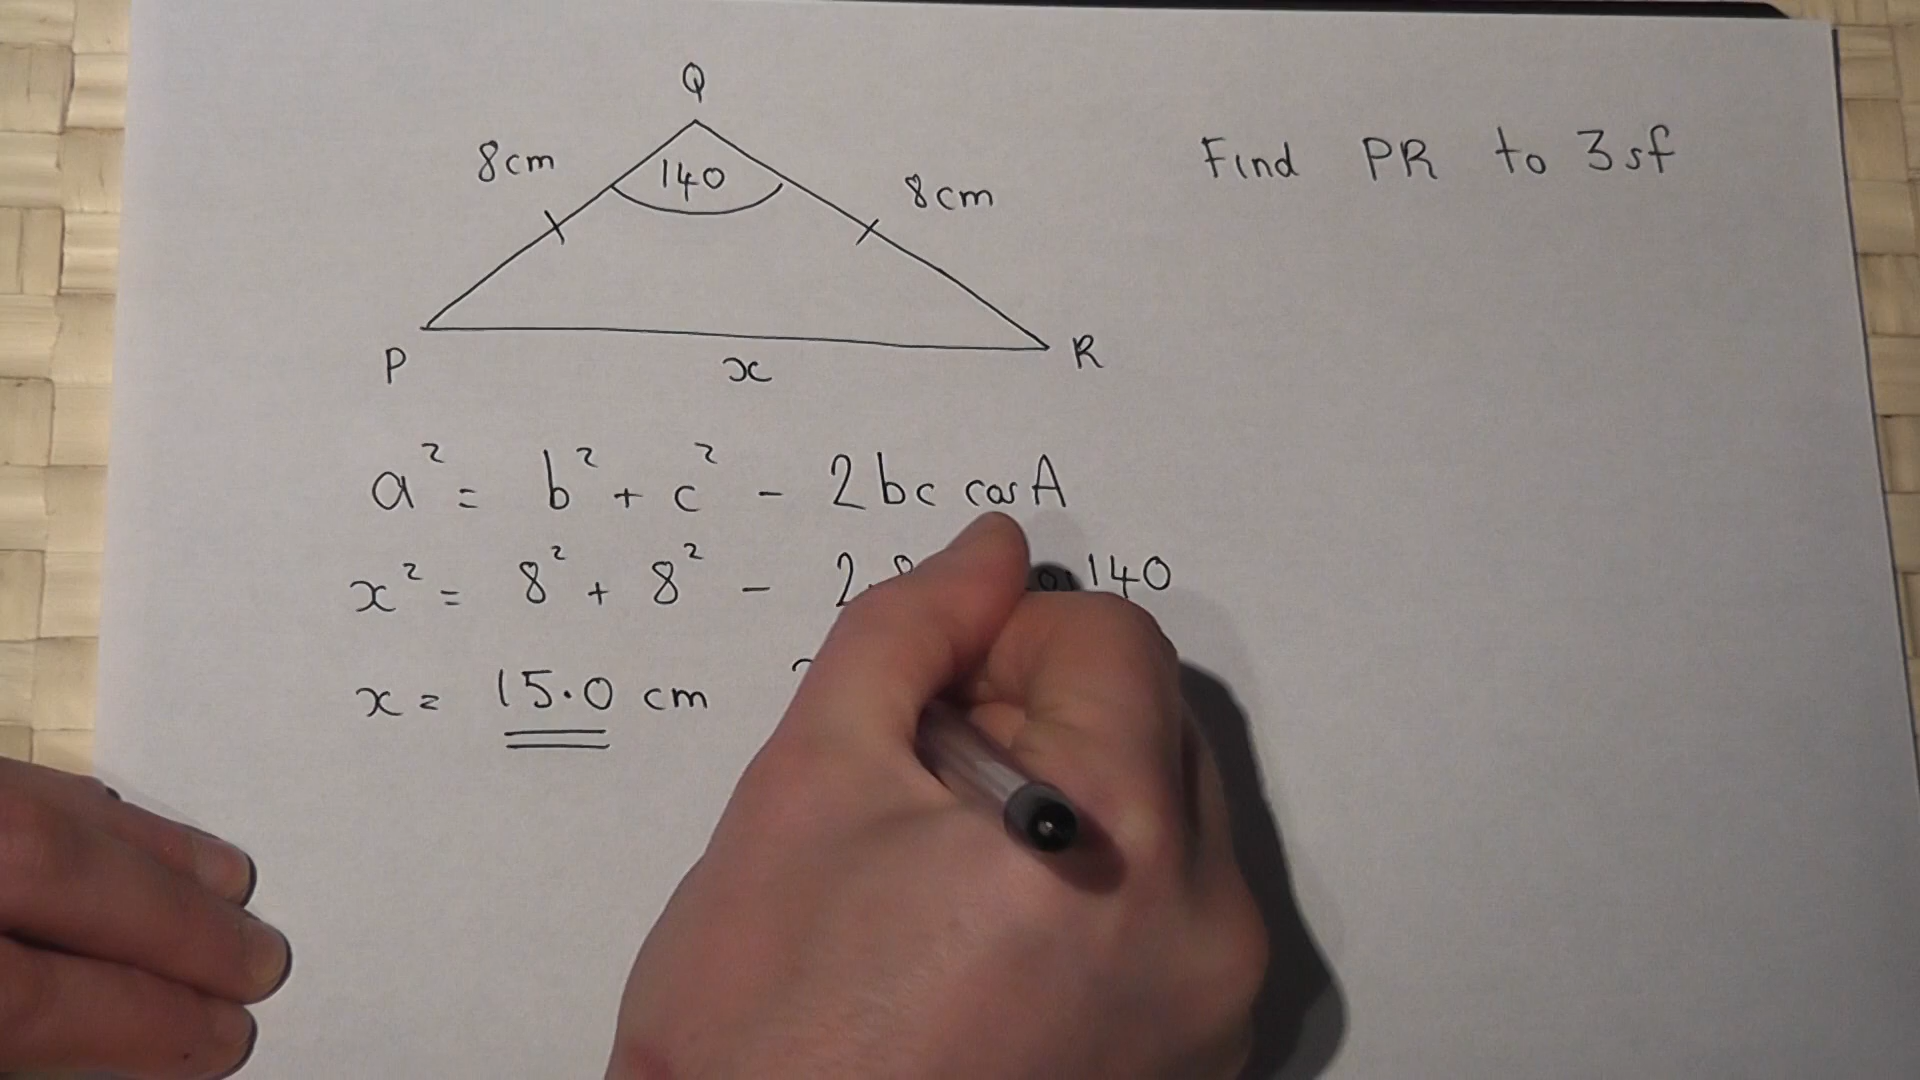 Q
8cm
140
8cm
Find PR to 3sf
P
x
R
a² = b² + c² - 2bc cosA
x² = 8² + 8² - 2 140
x = 15.0 cm